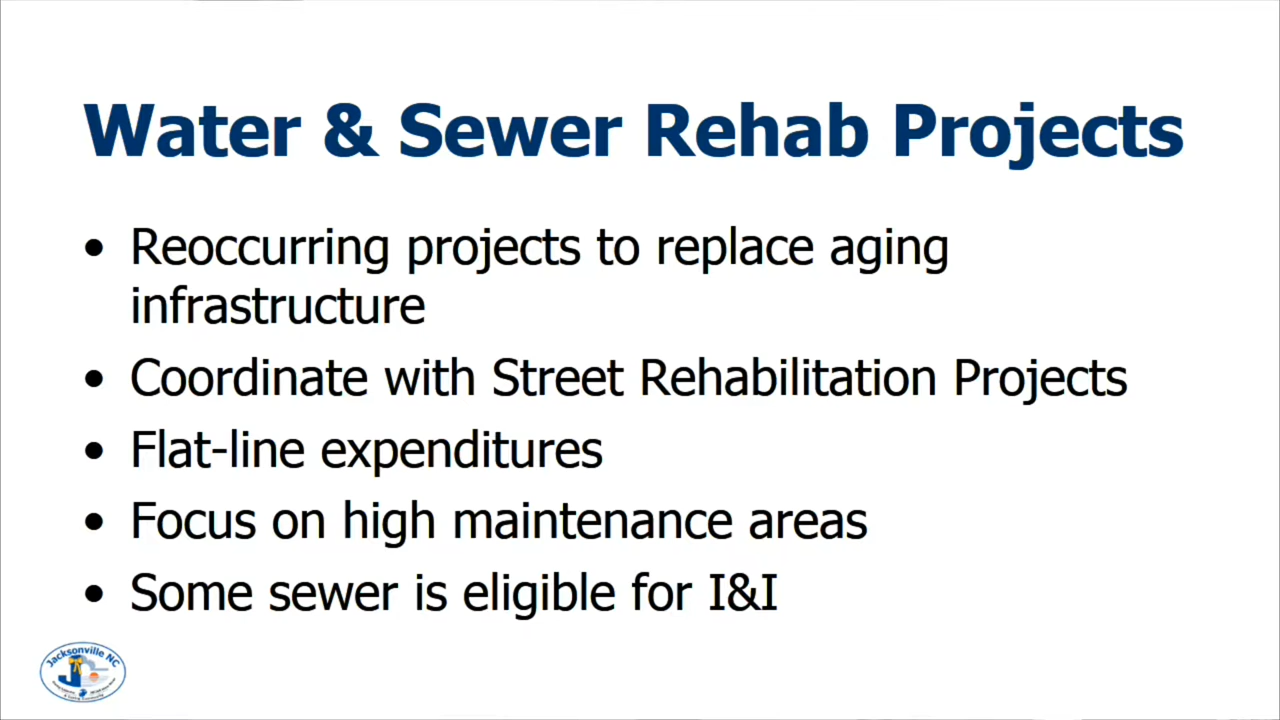 Water & Sewer Rehab Projects
• Reoccurring projects to replace aging
infrastructure
• Coordinate with Street Rehabilitation Projects
• Flat-line expenditures
• Focus on high maintenance areas
• Some sewer is eligible for I&I
Jacksonville NC